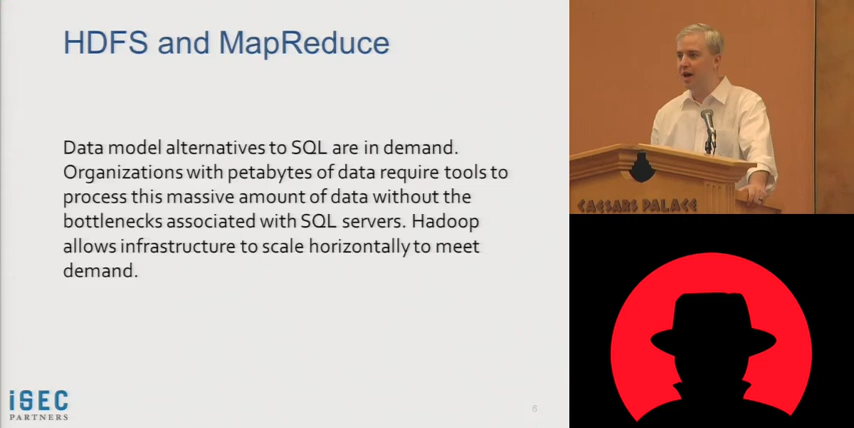 HDFS and MapReduce
Data model alternatives to SQL are in demand.
Organizations with petabytes of data require tools to
process this massive amount of data without the
bottlenecks associated with SQL servers. Hadoop
allows infrastructure to scale horizontally to meet
demand.
iSEC
PARTNERS
6
CAESARS PALACE